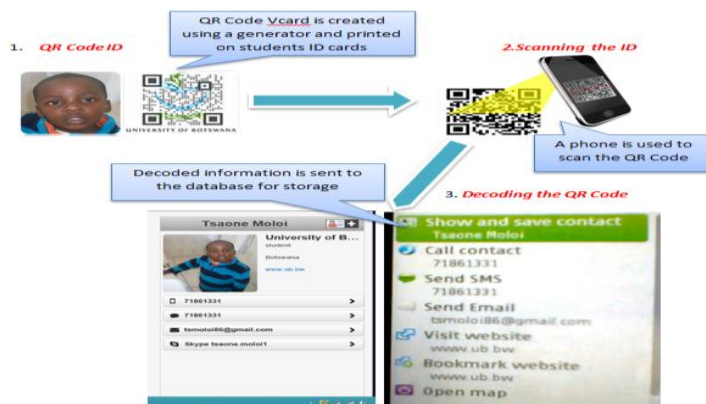 QR Code Vcard is created
using a generator and printed
on students ID cards
1. QR Code ID
2.Scanning the ID
UNIVERSITY OF BOTSWANA
A phone is used to
scan the QR Code
Decoded information is sent to
the database for storage
3. Decoding the QR Code
Tsaone Moloi
University of B...
student
Botswana
www.ub.bw
71861331
71861331
tsmoloi86@gmail.com
Skype tsaone.moloi1
Show and save contact
Tsaone Moloi
Call contact
71861331
Send SMS
71861331
Send Email
tsmoloi86@gmail.com
Visit website
www.ub.bw
Bookmark website
www.ub.bw
Open map